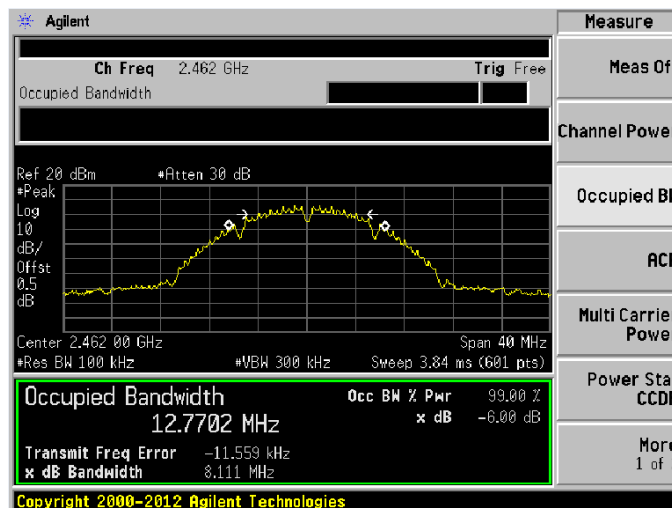 Agilent
Measure
Ch Freq 2.462 GHz Trig Free
Occupied Bandwidth
Meas Of
Channel Powe
Occupied B
ACP
Multi Carrie
Powe
Power Sta
CCD
More
1 of
Ref 20 dBm #Atten 30 dB
#Peak
Log
10
dB/
Offst
0.5
dB
Center 2.462 00 GHz Span 40 MHz
#Res BW 100 kHz #VBW 300 kHz Sweep 3.84 ms (601 pts)
Occupied Bandwidth Occ BW % Pwr 99.00 %
12.7702 MHz x dB -6.00 dB
Transmit Freq Error -11.559 kHz
x dB Bandwidth 8.111 MHz
Copyright 2000-2012 Agilent Technologies